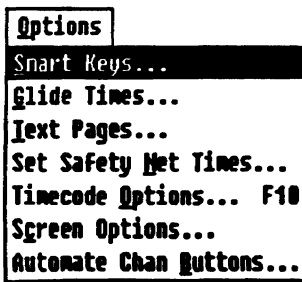 Options
Smart Keys...
Glide Times...
Text Pages...
Set Safety Net Times...
Timecode Options... F10
Screen Options...
Automate Chan Buttons...